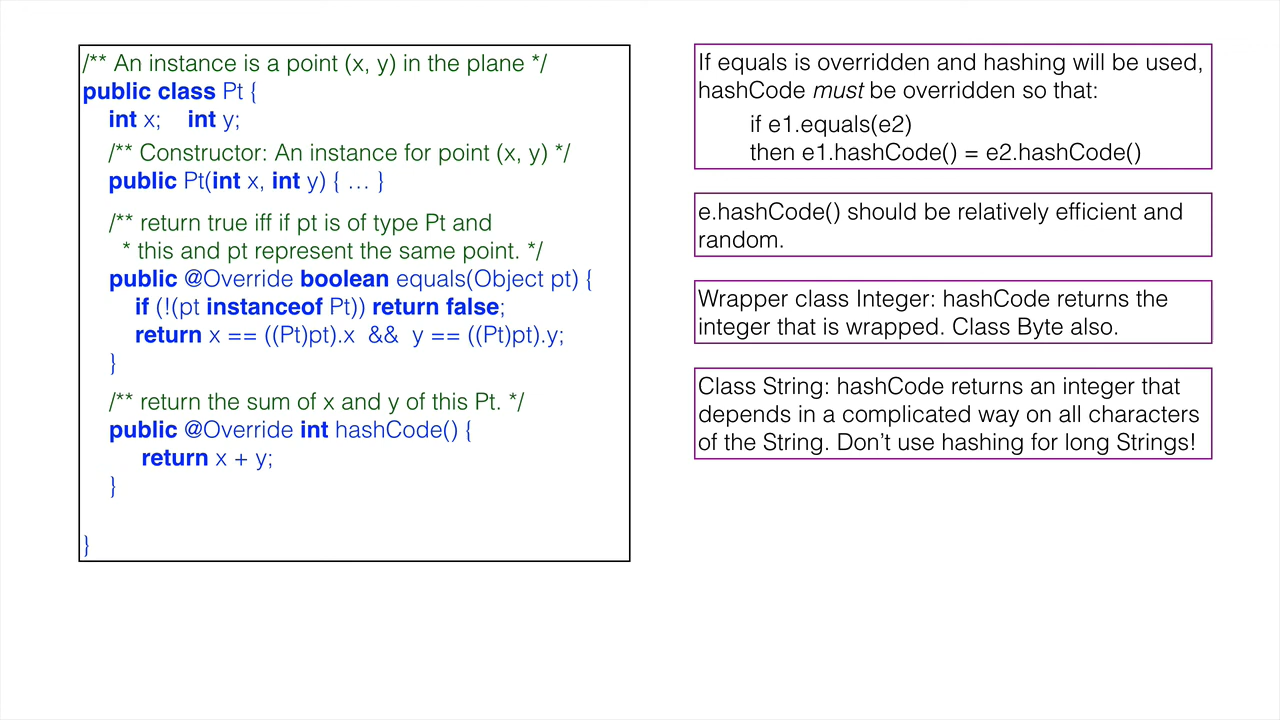 /** An instance is a point (x, y) in the plane */
public class Pt {
int x; int y;
/** Constructor: An instance for point (x, y) */
public Pt(int x, int y) { … }
/** return true iff if pt is of type Pt and
* this and pt represent the same point. */
public @Override boolean equals(Object pt) {
if (!(pt instanceof Pt)) return false;
return x == ((Pt)pt).x && y == ((Pt)pt).y;
}
/** return the sum of x and y of this Pt. */
public @Override int hashCode() {
return x + y;
}
}
If equals is overridden and hashing will be used,
hashCode must be overridden so that:
if e1.equals(e2)
then e1.hashCode() = e2.hashCode()
e.hashCode() should be relatively efficient and
random.
Wrapper class Integer: hashCode returns the
integer that is wrapped. Class Byte also.
Class String: hashCode returns an integer that
depends in a complicated way on all characters
of the String. Don’t use hashing for long Strings!